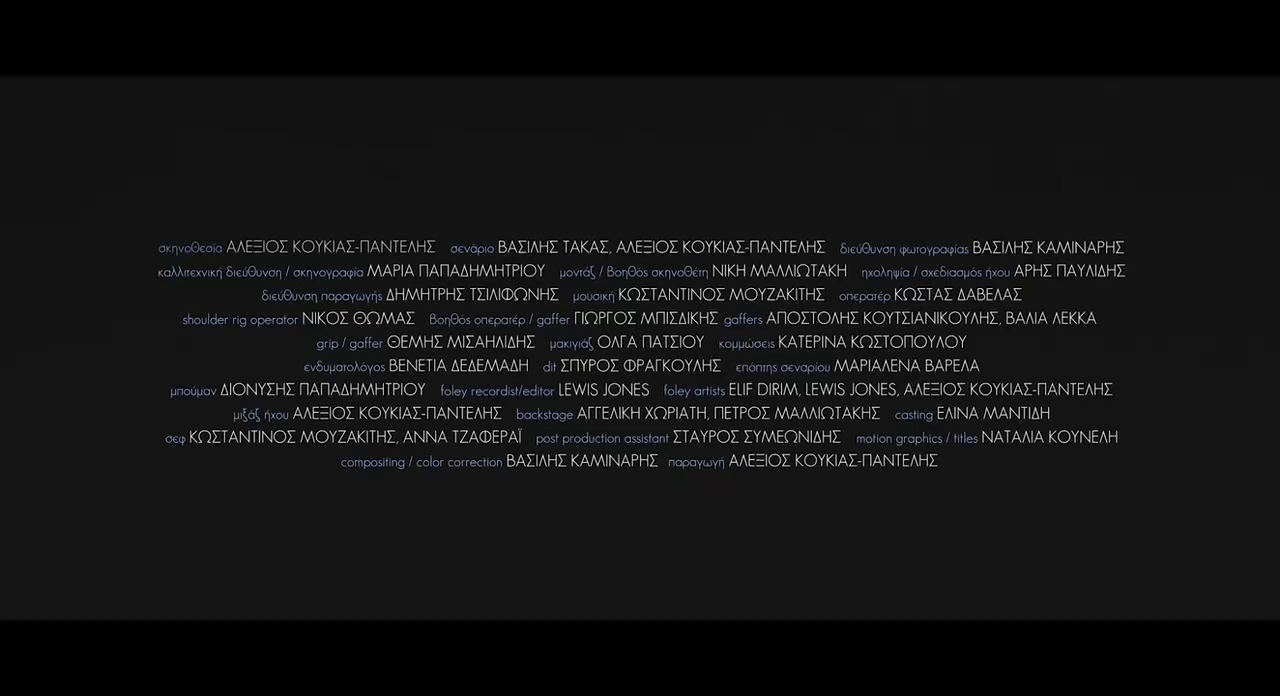 σκηνοθεσία ΑΛΕΞΙΟΣ ΚΟΥΚΙΑΣ-ΠΑΝΤΕΛΗΣ σενάριο ΒΑΣΙΛΗΣ ΤΑΚΑΣ, ΑΛΕΞΙΟΣ ΚΟΥΚΙΑΣ-ΠΑΝΤΕΛΗΣ διεύθυνση φωτογραφίας ΒΑΣΙΛΗΣ ΚΑΜΙΝΑΡΗΣ
καλλιτεχνική διεύθυνση / σκηνογραφία ΜΑΡΙΑ ΠΑΠΑΔΗΜΗΤΡΙΟΥ μοντάζ / βοηθός σκηνοθέτη ΝΙΚΗ ΜΑΛΛΙΩΤΑΚΗ ηχοληψία / σχεδιασμός ήχου ΑΡΗΣ ΠΑΥΛΙΔΗΣ
διεύθυνση παραγωγής ΔΗΜΗΤΡΗΣ ΤΣΙΛΙΦΩΝΗΣ μουσική ΚΩΣΤΑΝΤΙΝΟΣ ΜΟΥΖΑΚΙΤΗΣ οπερατέρ ΚΩΣΤΑΣ ΔΑΒΕΛΑΣ
shoulder rig operator ΝΙΚΟΣ ΘΩΜΑΣ βοηθός οπερατέρ / gaffer ΓΙΩΡΓΟΣ ΜΠΙΣΔΙΚΗΣ gaffers ΑΠΟΣΤΟΛΗΣ ΚΟΥΤΣΙΑΝΙΚΟΥΛΗΣ, ΒΑΛΙΑ ΛΕΚΚΑ
grip / gaffer ΘΕΜΗΣ ΜΙΣΑΗΛΙΔΗΣ μακιγιάζ ΟΛΓΑ ΠΑΤΣΙΟΥ κομμώσεις ΚΑΤΕΡΙΝΑ ΚΩΣΤΟΠΟΥΛΟΥ
ενδυματολόγος ΒΕΝΕΤΙΑ ΔΕΔΕΜΑΔΗ dit ΣΠΥΡΟΣ ΦΡΑΓΚΟΥΛΗΣ επόπτης σεναρίου ΜΑΡΙΑΛΕΝΑ ΒΑΡΕΛΑ
μπούμαν ΔΙΟΝΥΣΗΣ ΠΑΠΑΔΗΜΗΤΡΙΟΥ foley recordist/editor LEWIS JONES foley artists ELIF DIRIM, LEWIS JONES, ΑΛΕΞΙΟΣ ΚΟΥΚΙΑΣ-ΠΑΝΤΕΛΗΣ
μιξάζ ήχου ΑΛΕΞΙΟΣ ΚΟΥΚΙΑΣ-ΠΑΝΤΕΛΗΣ backstage ΑΓΓΕΛΙΚΗ ΧΩΡΙΑΤΗ, ΠΕΤΡΟΣ ΜΑΛΛΙΩΤΑΚΗΣ casting ΕΛΙΝΑ ΜΑΝΤΙΔΗ
σεφ ΚΩΣΤΑΝΤΙΝΟΣ ΜΟΥΖΑΚΙΤΗΣ, ΑΝΝΑ ΤΖΑΦΕΡΑΪ post production assistant ΣΤΑΥΡΟΣ ΣΥΜΕΩΝΙΔΗΣ motion graphics / titles ΝΑΤΑΛΙΑ ΚΟΥΝΕΛΗ
compositing / color correction ΒΑΣΙΛΗΣ ΚΑΜΙΝΑΡΗΣ παραγωγή ΑΛΕΞΙΟΣ ΚΟΥΚΙΑΣ-ΠΑΝΤΕΛΗΣ